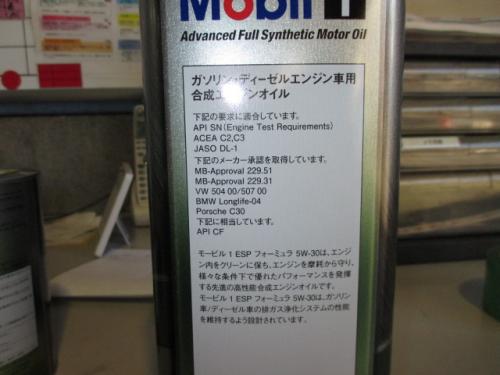 Mobil 1
Advanced Full Synthetic Motor Oil
ガソリン・ディーゼルエンジン車用
合成エンジンオイル
下記の要求に適合しています。
API SN (Engine Test Requirements)
ACEA C2,C3
JASO DL-1
下記のメーカー承認を取得しています。
MB-Approval 229.51
MB-Approval 229.31
VW 504 00/507 00
BMW Longlife-04
Porsche C30
下記に相当しています。
API CF
モービル 1 ESP フォーミュラ 5W-30は、エンジ
ン内をクリーンに保ち、エンジンを摩耗から守り、
様々な条件下で優れたパフォーマンスを発揮
する先進の高性能合成エンジンオイルです。
モービル 1 ESP フォーミュラ 5W-30は、ガソリン
車/ディーゼル車の排ガス浄化システムの性能
を維持するよう設計されています。